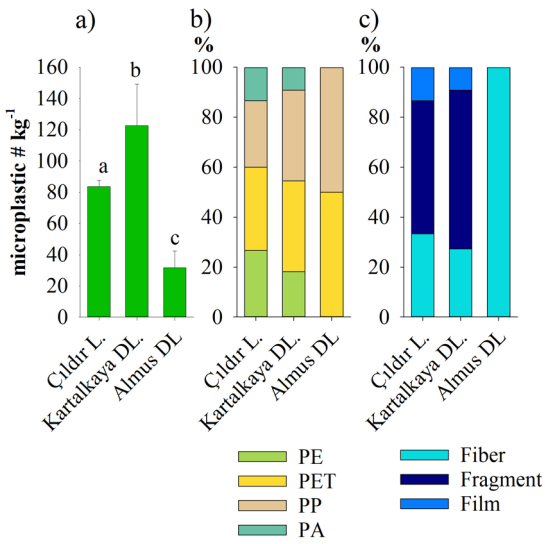 a)
b)
c)
%
%
microplastic # kg-1
160
140
120
100
80
60
40
20
0
a
b
c
Çıldır L.
Kartalkaya DL.
Almus DL
100
80
60
40
20
0
Çıldır L.
Kartalkaya DL.
Almus DL
100
80
60
40
20
0
Çıldır L.
Kartalkaya DL.
Almus DL
PE
PET
PP
PA
Fiber
Fragment
Film